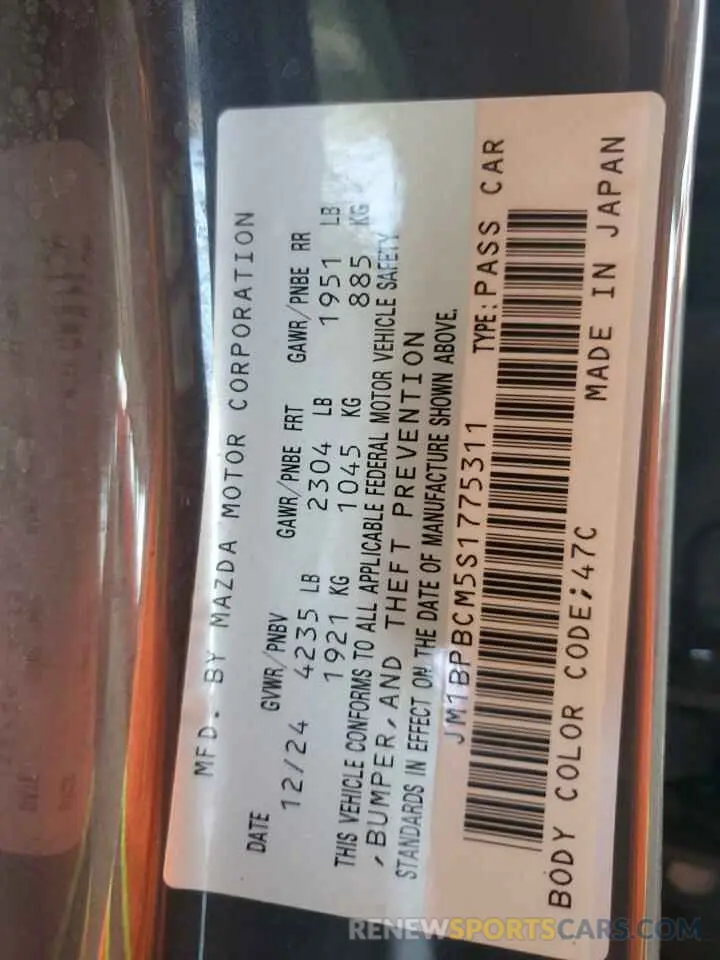 MFD. BY MAZDA MOTOR CORPORATION
DATE GVWR/PNBV GAWR/PNBE FRT GAWR/PNBE RR
12/24 4235 LB 2304 LB 1951 LB
1921 KG 1045 KG 885 KG
THIS VEHICLE CONFORMS TO ALL APPLICABLE FEDERAL MOTOR VEHICLE SAFETY
,BUMPER,AND THEFT PREVENTION
STANDARDS IN EFFECT ON THE DATE OF MANUFACTURE SHOWN ABOVE.
JM1BPBCM5S1775311 TYPE:PASS CAR
BODY COLOR CODE;47C MADE IN JAPAN
RENEWSPORTSCARS.COM